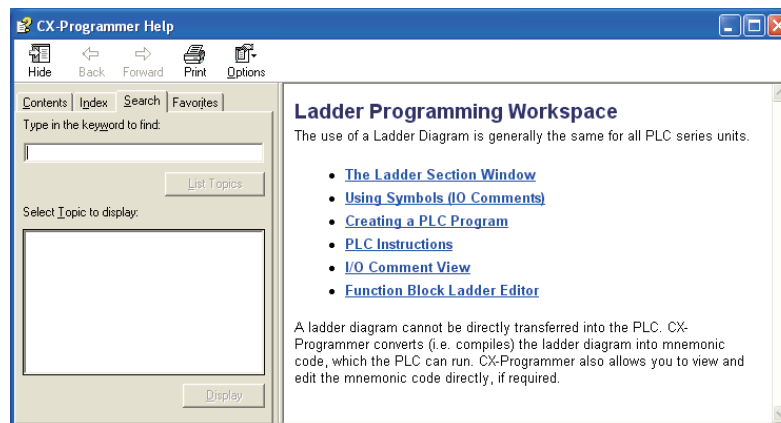 CX-Programmer Help
Hide Back Forward Print Options
Contents Index Search Favorites
Type in the keyword to find:
List Topics
Select Topic to display:
Display
Ladder Programming Workspace
The use of a Ladder Diagram is generally the same for all PLC series units.
• The Ladder Section Window
• Using Symbols (IO Comments)
• Creating a PLC Program
• PLC Instructions
• I/O Comment View
• Function Block Ladder Editor
A ladder diagram cannot be directly transferred into the PLC. CX-
Programmer converts (i.e. compiles) the ladder diagram into mnemonic
code, which the PLC can run. CX-Programmer also allows you to view and
edit the mnemonic code directly, if required.